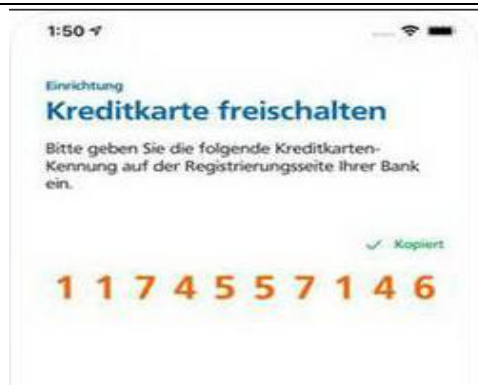 1:50
Einrichtung
Kreditkarte freischalten
Bitte geben Sie die folgende Kreditkarten-
Kennung auf der Registrierungsseite Ihrer Bank
ein.
Kopiert
1 1 7 4 5 5 7 1 4 6